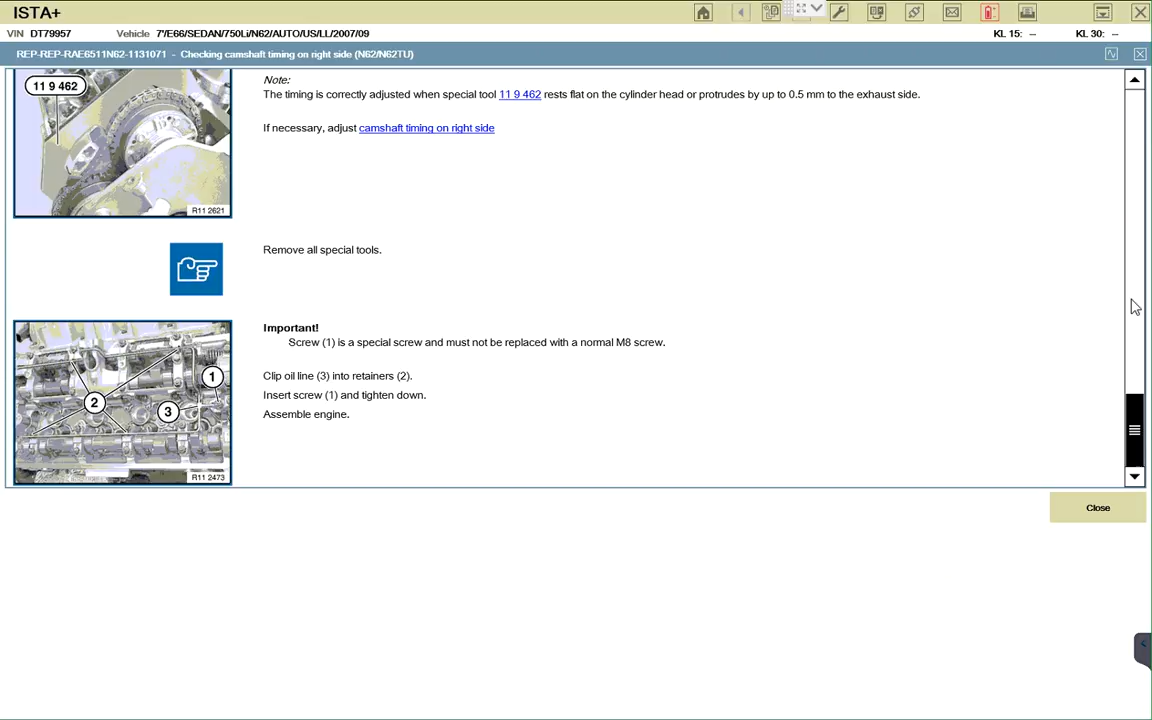 ISTA+
VIN DT79957 Vehicle 7'/E66/SEDAN/750Li/N62/AUTO/US/LL/2007/09 KL 15: -- KL 30: --
REP-REP-RAE6511N62-1131071 - Checking camshaft timing on right side (N62/N62TU)
11 9 462
R11 2621
Note:
The timing is correctly adjusted when special tool 11 9 462 rests flat on the cylinder head or protrudes by up to 0.5 mm to the exhaust side.
If necessary, adjust camshaft timing on right side
Remove all special tools.
1
2
3
R11 2473
Important!
Screw (1) is a special screw and must not be replaced with a normal M8 screw.
Clip oil line (3) into retainers (2).
Insert screw (1) and tighten down.
Assemble engine.
Close